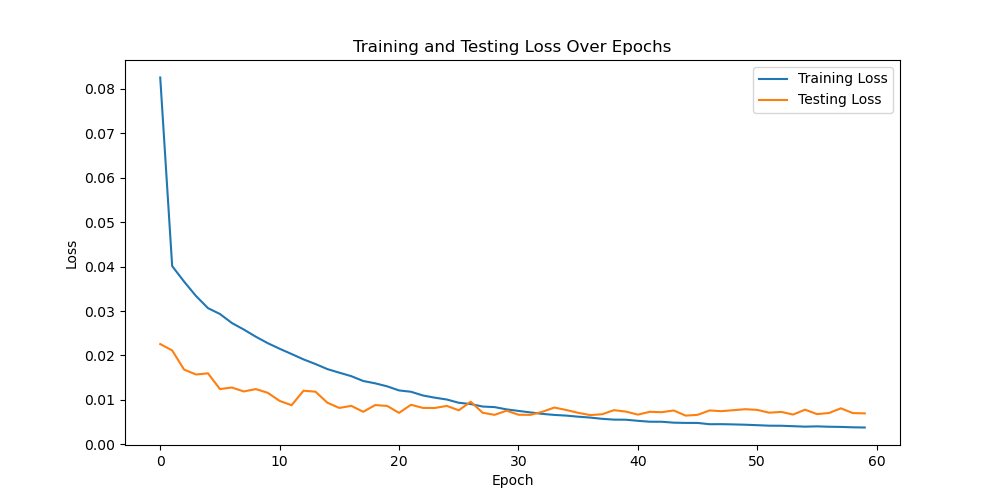 Training and Testing Loss Over Epochs
Training Loss
Testing Loss
0.08
0.07
0.06
0.05
0.04
0.03
0.02
0.01
0.00
Loss
0 10 20 30 40 50 60
Epoch